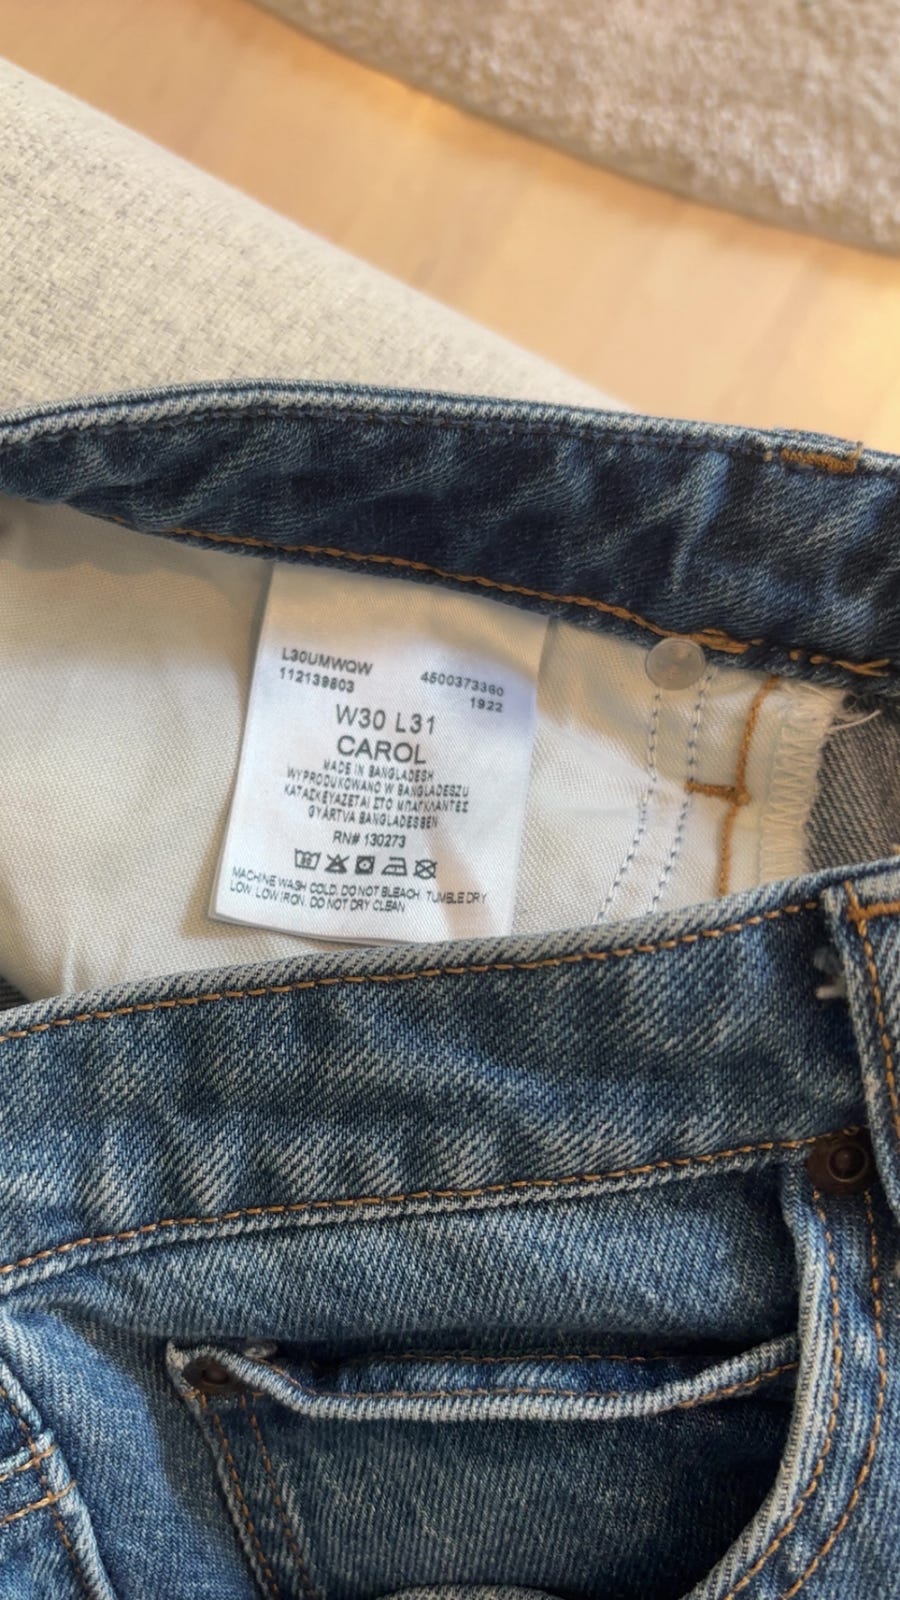 L30UMWQW
112139803
4500373360
1922
W30 L31
CAROL
MADE IN BANGLADESH
WYPRODUKOWANO W BANGLADESZU
ΚΑΤΑΣΚΕΥΑΖΕΤΑΙ ΣΤΟ ΜΠΑΓΚΛΑΝΤΕΣ
GYÁRTVA BANGLADESBEN
RN# 130273
MACHINE WASH COLD. DO NOT BLEACH. TUMBLE DRY
LOW. LOW IRON. DO NOT DRY CLEAN